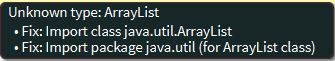 Unknown type: ArrayList
• Fix: Import class java.util.ArrayList
• Fix: Import package java.util (for ArrayList class)